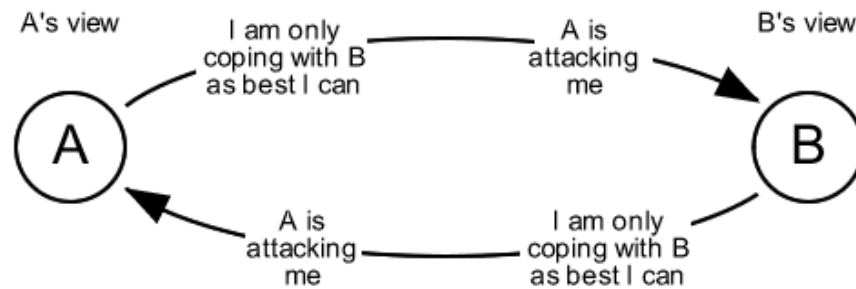 A's view
B's view
I am only
coping with B
as best I can
A is
attacking
me
A
B
A is
attacking
me
I am only
coping with B
as best I can